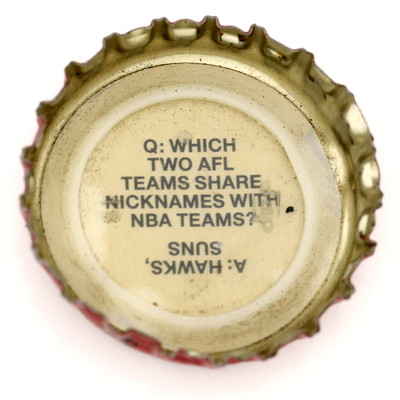 Q: WHICH
TWO AFL
TEAMS SHARE
NICKNAMES WITH
NBA TEAMS?
A: HAWKS,
SUNS